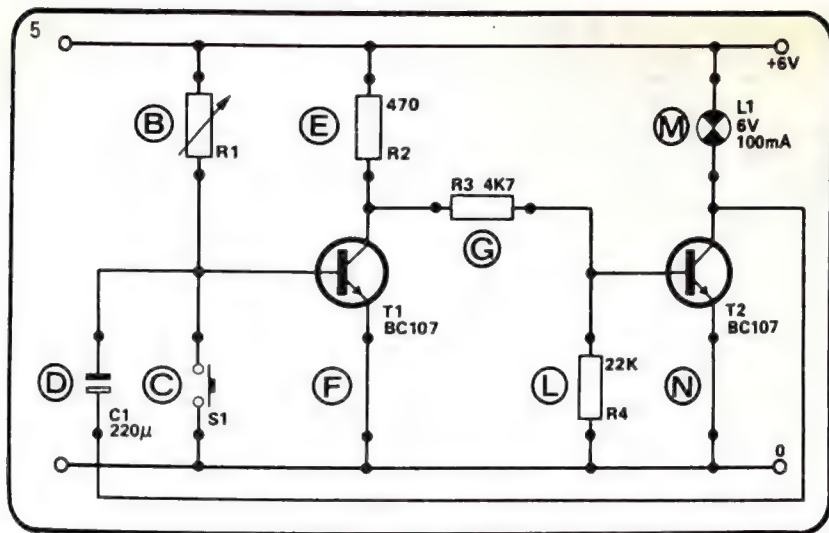 5
+6V
B
R1
E
470
R2
M
L1
6V
100mA
R3 4K7
G
T1
BC107
T2
BC107
D
C1
220µ
C
S1
F
L
22K
R4
N
0